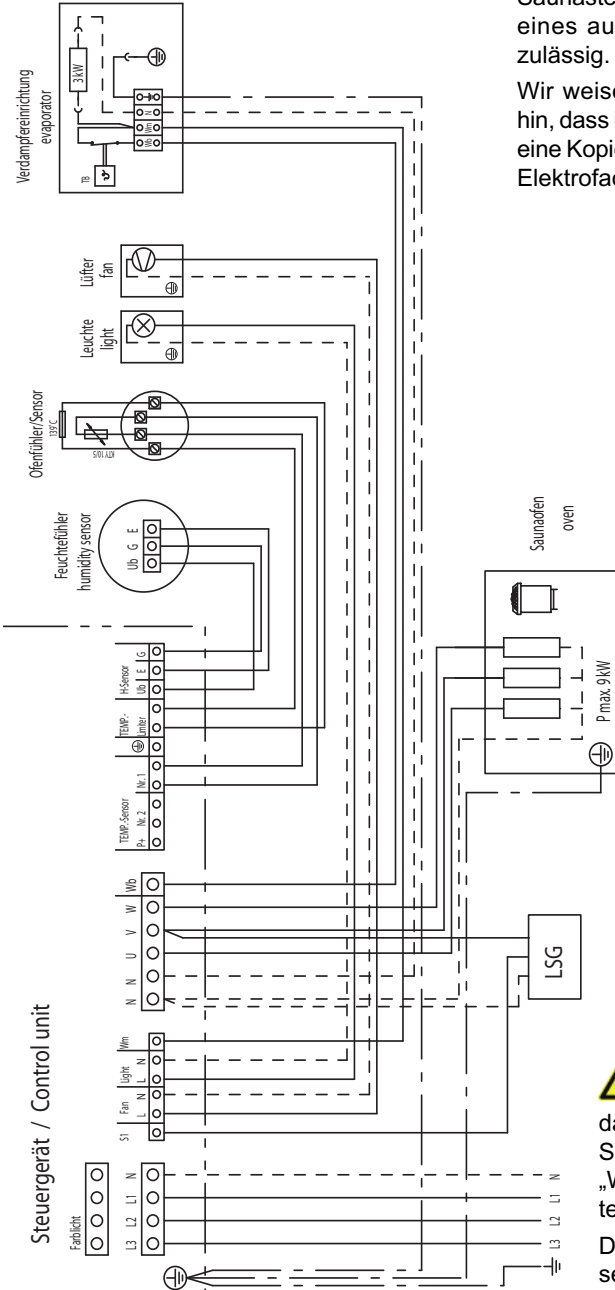 Saunaste
eines au
zulässig.
Wir weise
hin, dass
eine Kopie
Elektrofac
Verdampfereinrichtung
evaporator
3 kW
TB
Wb Wm N
Lüfter
fan
Leuchte
light
Ofenfühler/Sensor
139°C
KTY 10/5
Feuchtefühler
humidity sensor
Ub G E
Steuergerät / Control unit
Farblicht
L3 L2 L1 N
S1
Fan
L N
Light
L N
Wm
N N U V W Wb
TEMP.-Sensor
P+ Nr. 2 Nr. 1
TEMP.-
Limiter
H-Sensor
Ub E G
Saunaofen
oven
P max. 9 kW
LSG
L3 L2 L1 N
da
S
„V
te
D
se